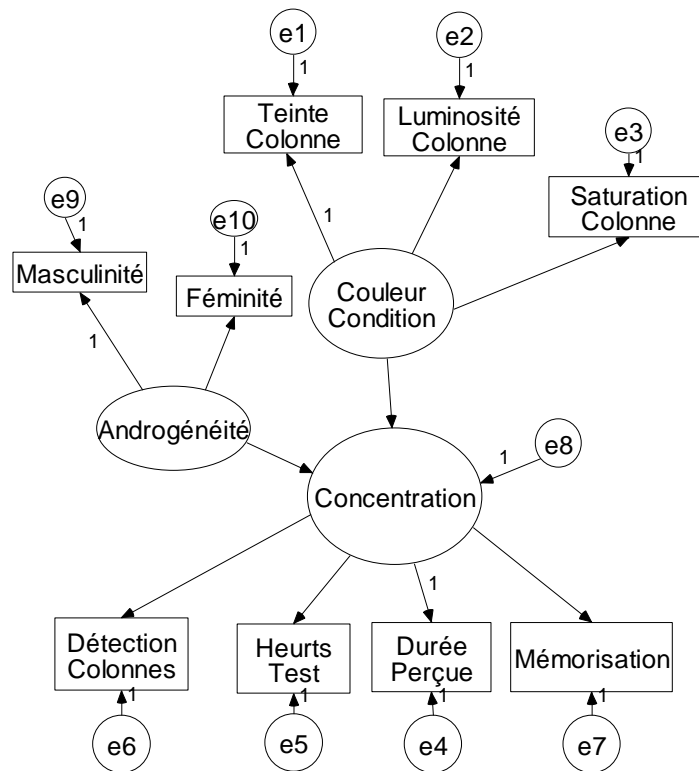 e1
e2
1
1
Teinte
Colonne
Luminosité
Colonne
e3
1
Saturation
Colonne
e9
1
e10
1
1
Masculinité
Féminité
Couleur
Condition
1
Androgénéité
Concentration
1
e8
1
Détection
Colonnes
Heurts
Test
Durée
Perçue
Mémorisation
1
1
1
1
e6
e5
e4
e7